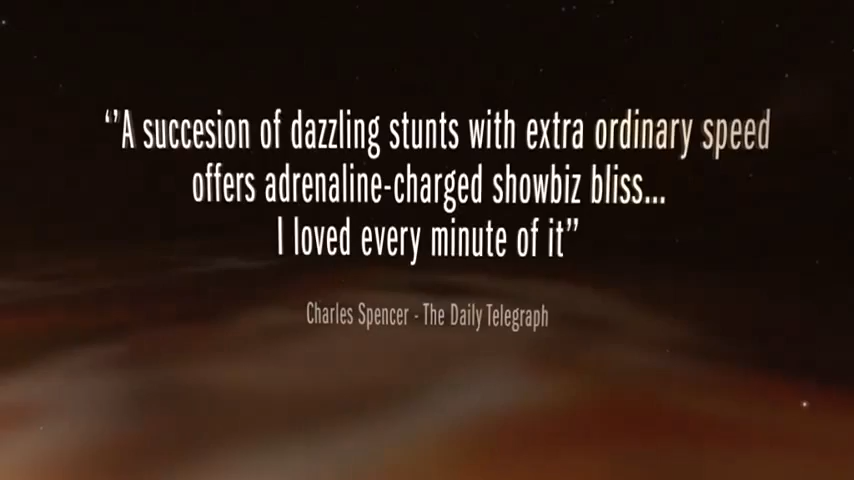 ‘’A succesion of dazzling stunts with extra ordinary speed
offers adrenaline-charged showbiz bliss...
I loved every minute of it”
Charles Spencer - The Daily Telegraph